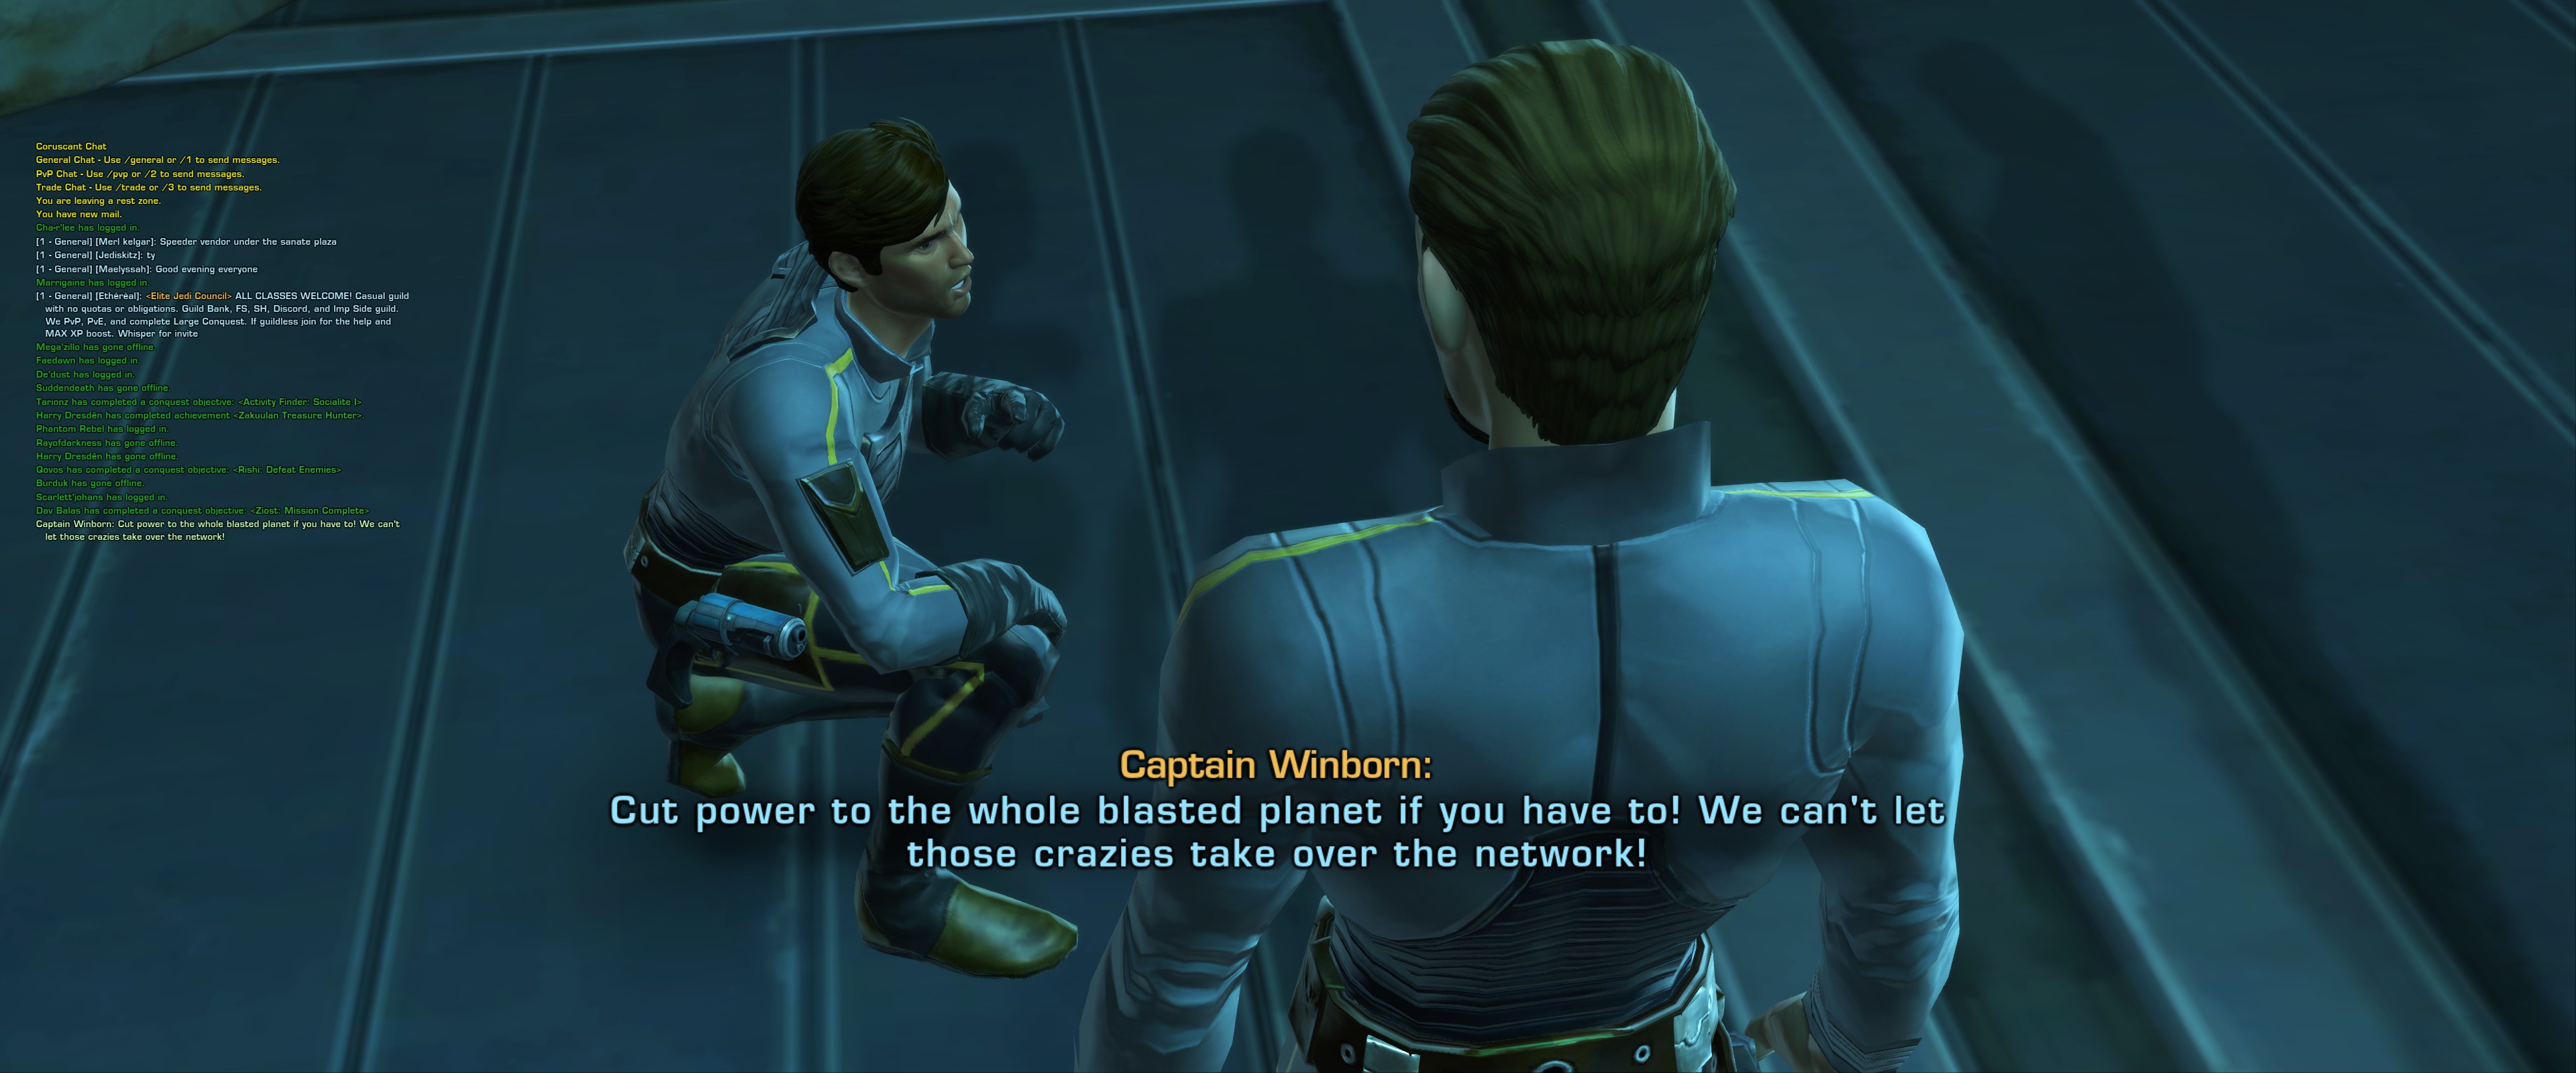 Coruscant Chat
General Chat - Use /general or /1 to send messages.
PvP Chat - Use /pvp or /2 to send messages.
Trade Chat - Use /trade or /3 to send messages.
You are leaving a rest zone.
You have new mail.
Cha-r'lee has logged in.
[1 - General] [Merl kelgar]: Speeder vendor under the sanate plaza
[1 - General] [Jediskitz]: ty
[1 - General] [Maelyssah]: Good evening everyone
Marrigaine has logged in.
[1 - General] [Ethërëal]: <Elite Jedi Council> ALL CLASSES WELCOME! Casual guild
with no quotas or obligations. Guild Bank, FS, SH, Discord, and Imp Side guild.
We PvP, PvE, and complete Large Conquest. If guildless join for the help and
MAX XP boost. Whisper for invite
Mega'zillo has gone offline.
Faedawn has logged in.
De'dust has logged in.
Suddendeath has gone offline.
Tarionz has completed a conquest objective: <Activity Finder: Socialite I>
Harry Dresdën has completed achievement <Zakuulan Treasure Hunter>.
Phantom Rebel has logged in.
Rayofdarkness has gone offline.
Harry Dresdën has gone offline.
Qovos has completed a conquest objective: <Rishi: Defeat Enemies>
Burduk has gone offline.
Scarlett'johans has logged in.
Dav Balas has completed a conquest objective: <Ziost: Mission Complete>
Captain Winborn: Cut power to the whole blasted planet if you have to! We can't
let those crazies take over the network!
Captain Winborn:
Cut power to the whole blasted planet if you have to! We can't let
those crazies take over the network!